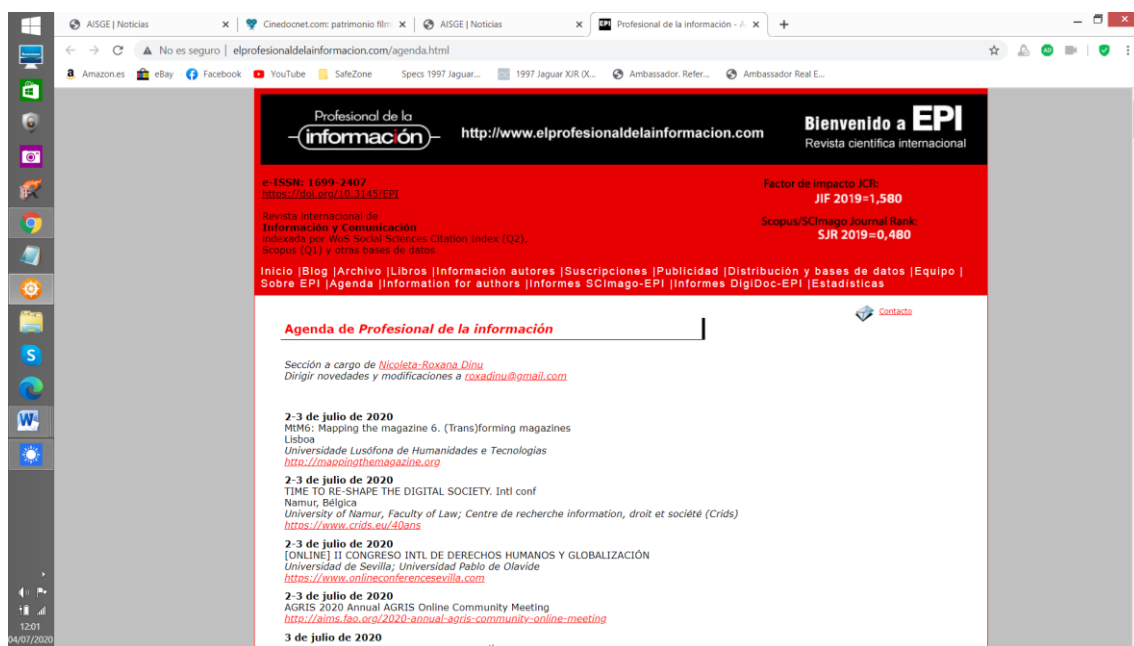 AISGE | Noticias
Cinedocnet.com: patrimonio film
AISGE | Noticias
Profesional de la información - A
No es seguro | elprofesionaldelainformacion.com/agenda.html
Amazon.es eBay Facebook YouTube SafeZone Specs 1997 Jaguar... 1997 Jaguar XJR (X... Ambassador. Refer... Ambassador Real E...
Profesional de la
información
http://www.elprofesionaldelainformacion.com
Bienvenido a EPI
Revista científica internacional
e-ISSN: 1699-2407
https://doi.org/10.3145/EPI
Revista internacional de
Información y Comunicación
indexada por WoS Social Sciences Citation Index (Q2),
Scopus (Q1) y otras bases de datos
Factor de impacto JCR:
JIF 2019=1,580
Scopus/SCImago Journal Rank:
SJR 2019=0,480
Inicio |Blog |Archivo |Libros |Información autores |Suscripciones |Publicidad |Distribución y bases de datos |Equipo |
Sobre EPI |Agenda |Information for authors |Informes SCImago-EPI |Informes DigiDoc-EPI |Estadísticas
Contacto
Agenda de Profesional de la información
Sección a cargo de Nicoleta-Roxana Dinu
Dirigir novedades y modificaciones a roxadinu@gmail.com
2-3 de julio de 2020
MtM6: Mapping the magazine 6. (Trans)forming magazines
Lisboa
Universidade Lusófona de Humanidades e Tecnologias
http://mappingthemagazine.org
2-3 de julio de 2020
TIME TO RE-SHAPE THE DIGITAL SOCIETY. Intl conf
Namur, Bélgica
University of Namur, Faculty of Law; Centre de recherche information, droit et société (Crids)
https://www.crids.eu/40ans
2-3 de julio de 2020
[ONLINE] II CONGRESO INTL DE DERECHOS HUMANOS Y GLOBALIZACIÓN
Universidad de Sevilla; Universidad Pablo de Olavide
https://www.onlineconferencesevilla.com
2-3 de julio de 2020
AGRIS 2020 Annual AGRIS Online Community Meeting
http://aims.fao.org/2020-annual-agris-community-online-meeting
3 de julio de 2020
12:01
04/07/2020